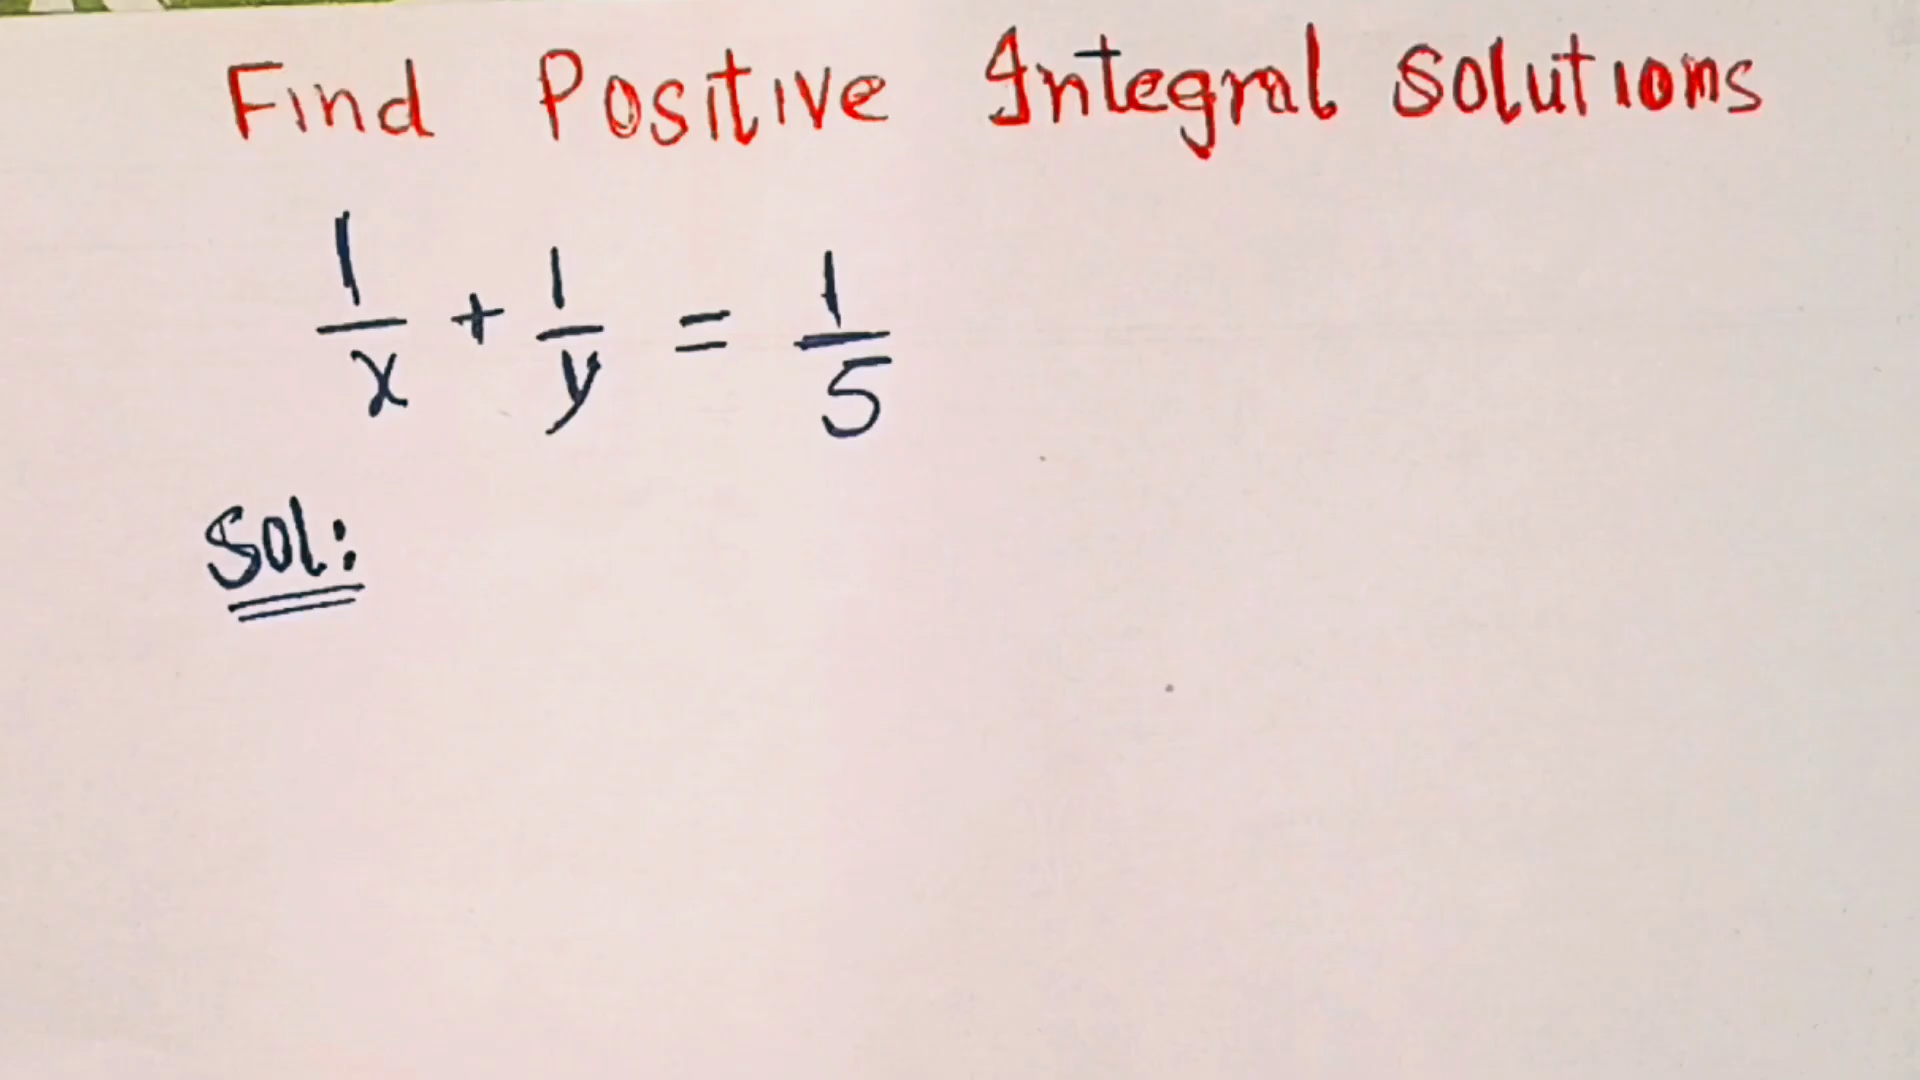 Find Positive Integral Solutions
1/x + 1/y = 1/5
Sol: